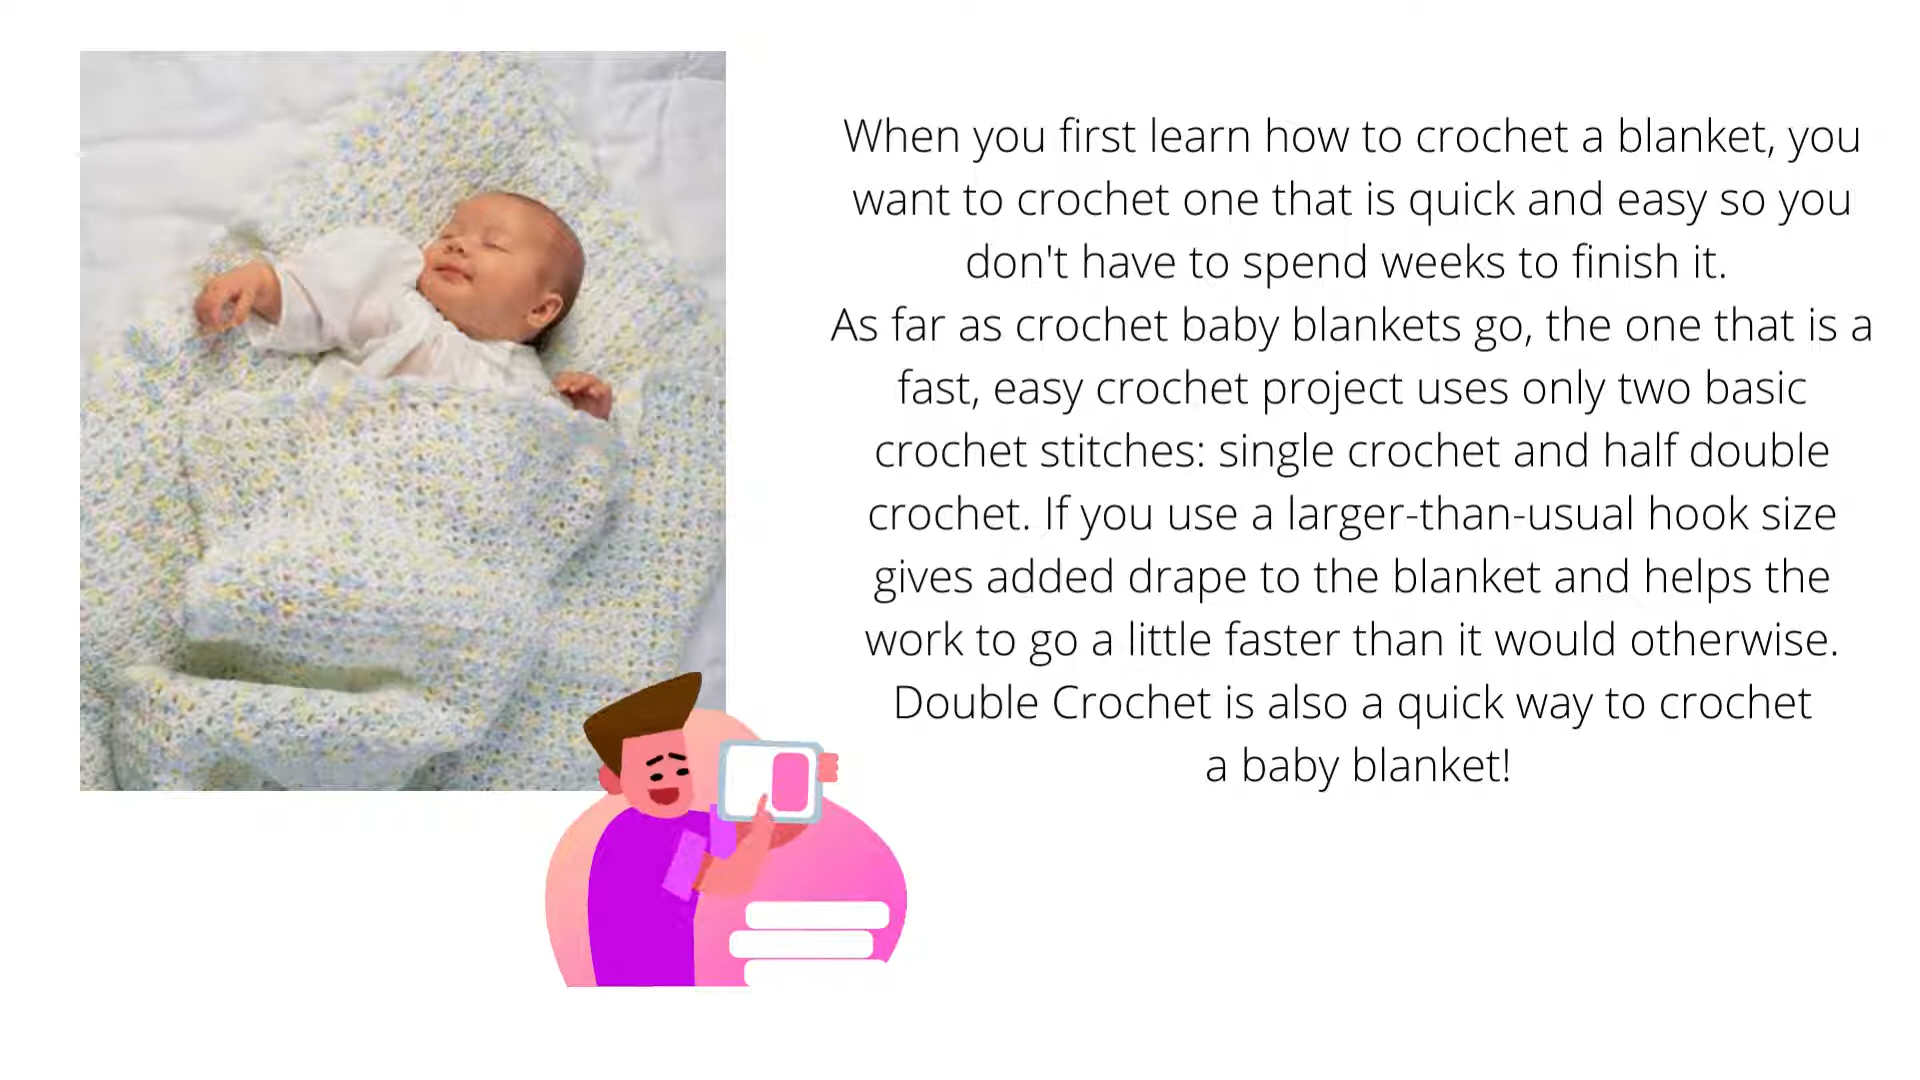 When you first learn how to crochet a blanket, you
want to crochet one that is quick and easy so you
don't have to spend weeks to finish it.
As far as crochet baby blankets go, the one that is a
fast, easy crochet project uses only two basic
crochet stitches: single crochet and half double
crochet. If you use a larger-than-usual hook size
gives added drape to the blanket and helps the
work to go a little faster than it would otherwise.
Double Crochet is also a quick way to crochet
a baby blanket!